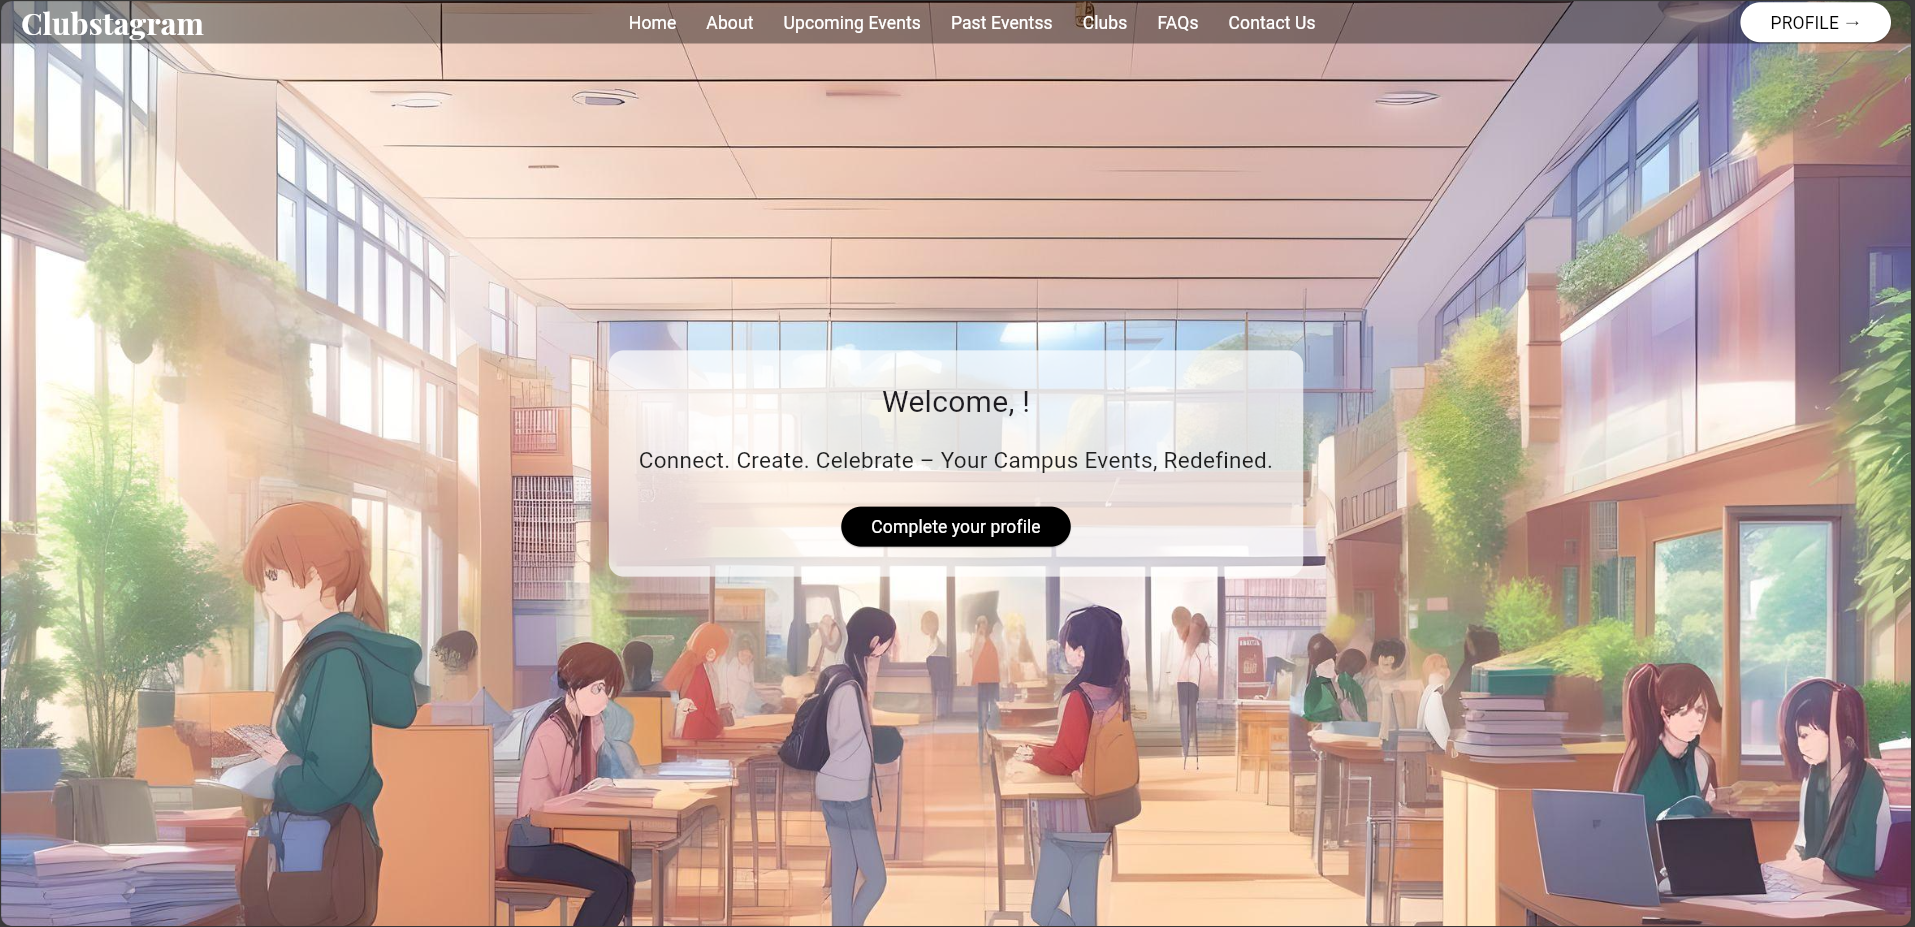 Clubstagram
Home About Upcoming Events Past Eventss Clubs FAQs Contact Us
PROFILE →
Welcome, !
Connect. Create. Celebrate – Your Campus Events, Redefined.
Complete your profile